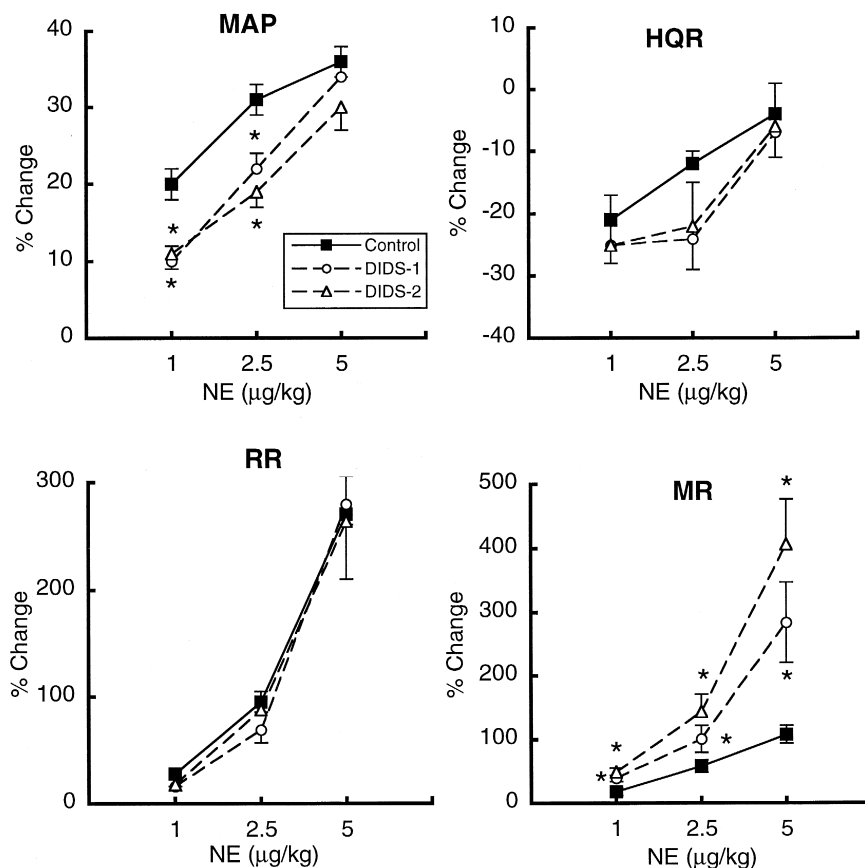 MAP
40
30
20
10
0
% Change
*
*
*
*
Control
DIDS-1
DIDS-2
1 2.5 5
NE (μg/kg)
HQR
10
0
-10
-20
-30
-40
% Change
1 2.5 5
NE (μg/kg)
RR
300
200
100
0
% Change
1 2.5 5
NE (μg/kg)
MR
500
400
300
200
100
0
% Change
*
*
*
*
*
*
1 2.5 5
NE (μg/kg)